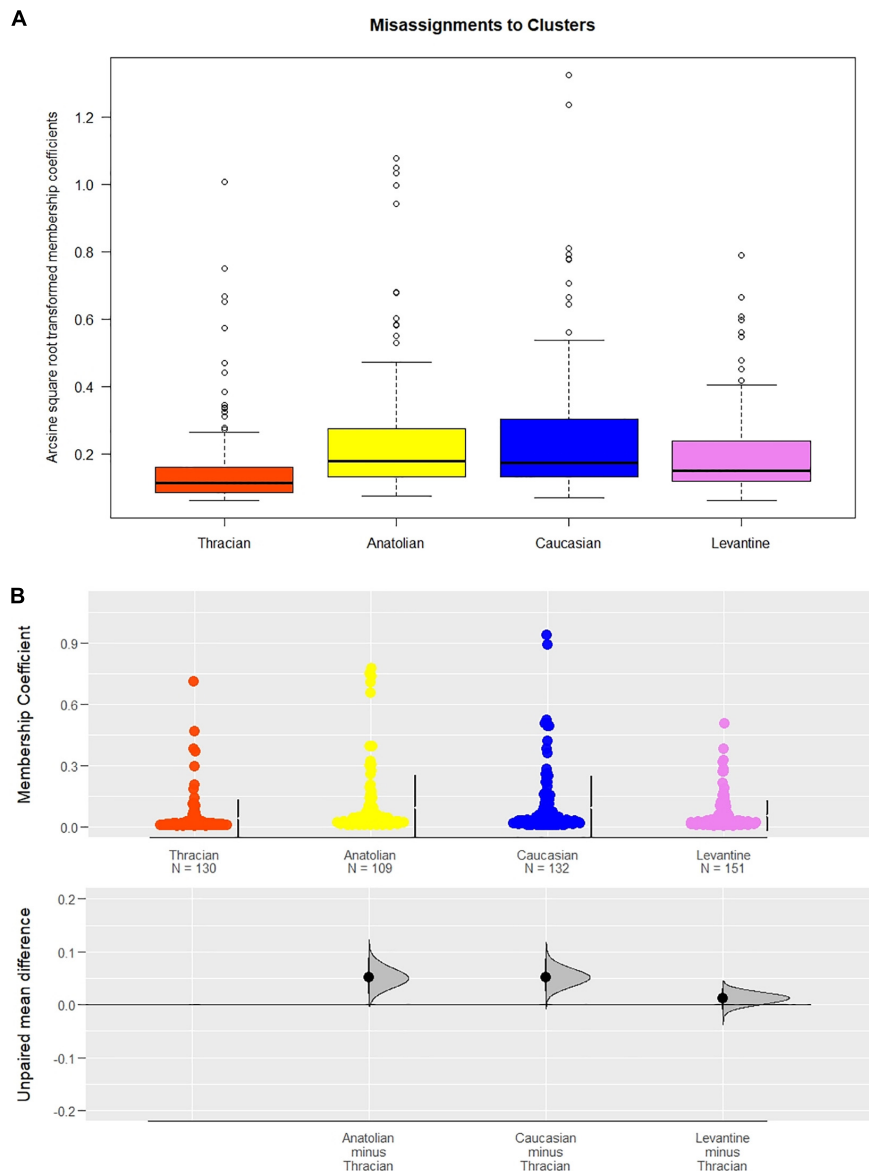 A
Misassignments to Clusters
Arcsine square root transformed membership coefficients
1.2
1.0
0.8
0.6
0.4
0.2
Thracian Anatolian Caucasian Levantine
B
Membership Coefficient
0.9
0.6
0.3
0.0
Thracian Anatolian Caucasian Levantine
N = 130 N = 109 N = 132 N = 151
Unpaired mean difference
0.2
0.1
0.0
-0.1
-0.2
Anatolian Caucasian Levantine
minus minus minus
Thracian Thracian Thracian